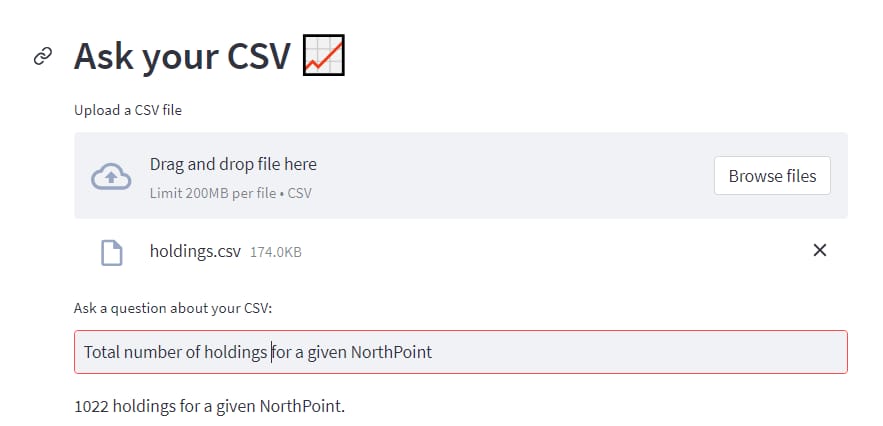 Ask your CSV
Upload a CSV file
Drag and drop file here
Limit 200MB per file • CSV
Browse files
holdings.csv 174.0KB
Ask a question about your CSV:
Total number of holdings for a given NorthPoint
1022 holdings for a given NorthPoint.